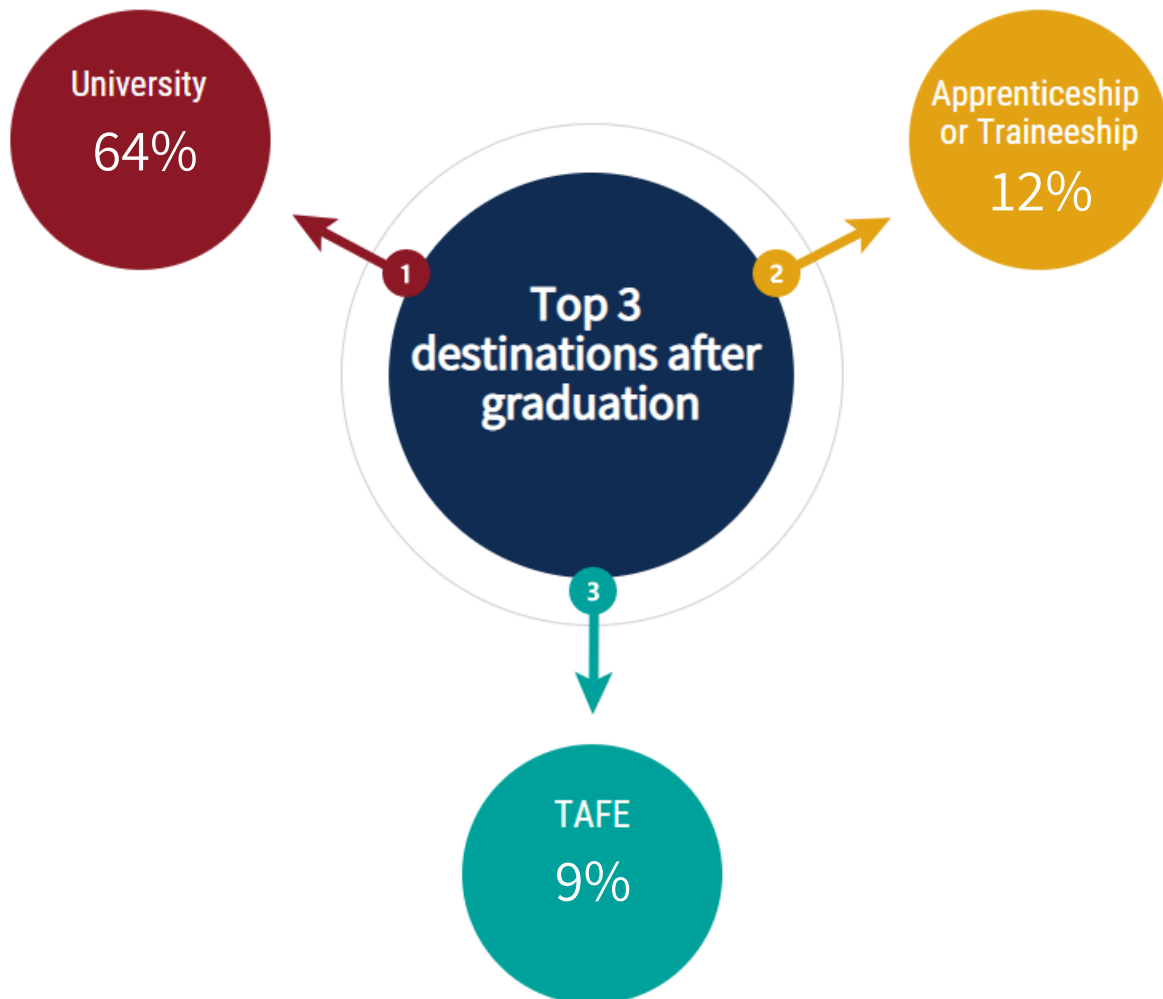 University
64%
Apprenticeship
or Traineeship
12%
1
2
Top 3
destinations after
graduation
3
TAFE
9%